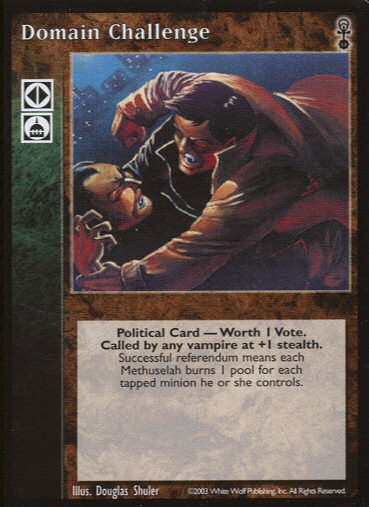 Domain Challenge
Political Card — Worth 1 Vote.
Called by any vampire at +1 stealth.
Successful referendum means each
Methuselah burns 1 pool for each
tapped minion he or she controls.
Illus. Douglas Shuler
©2003 White Wolf Publishing, Inc. All Rights Reserved.